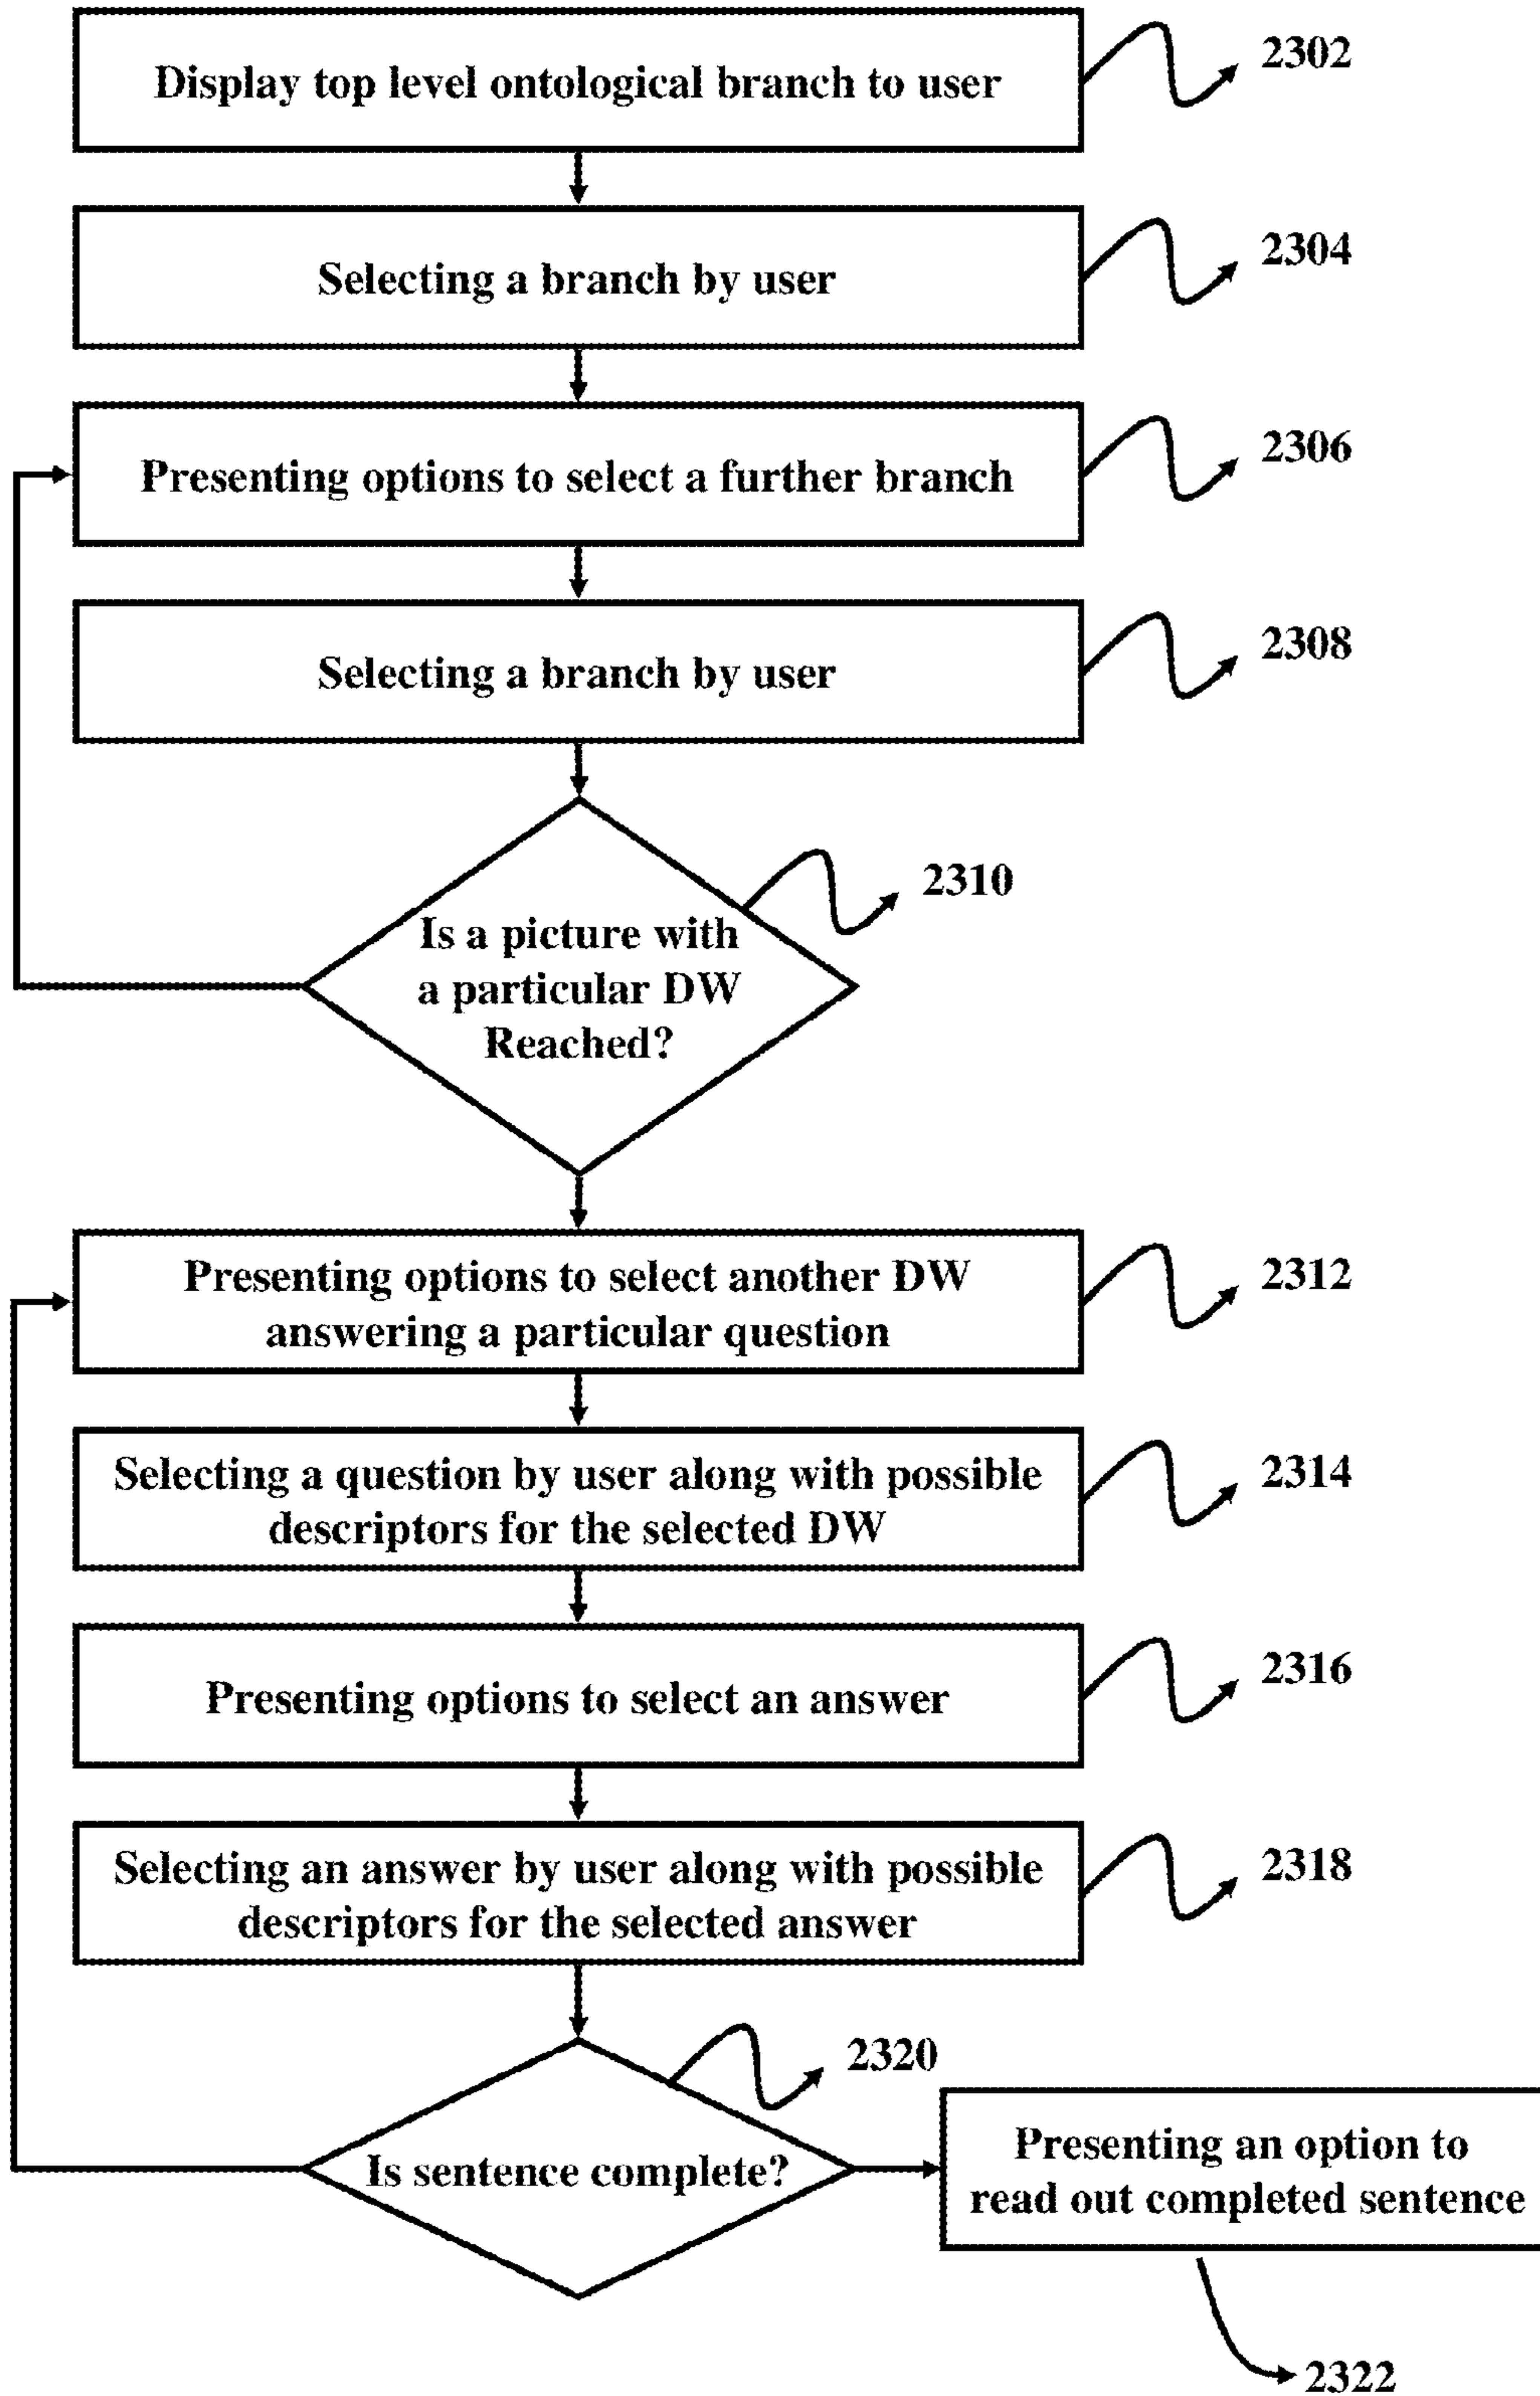 Display top level ontological branch to user
2302
Selecting a branch by user
2304
Presenting options to select a further branch
2306
Selecting a branch by user
2308
2310
Is a picture with
a particular DW
Reached?
Presenting options to select another DW
answering a particular question
2312
Selecting a question by user along with possible
descriptors for the selected DW
2314
Presenting options to select an answer
2316
Selecting an answer by user along with possible
descriptors for the selected answer
2318
2320
Is sentence complete?
Presenting an option to
read out completed sentence
2322